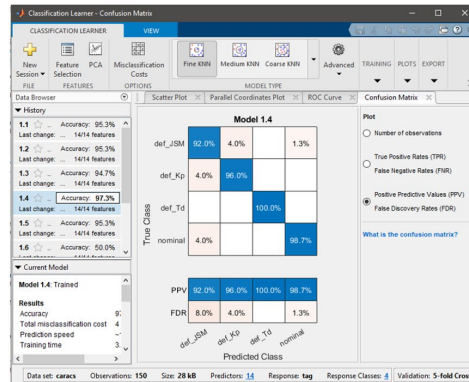 Classification Learner - Confusion Matrix
CLASSIFICATION LEARNER VIEW
New Session
Feature Selection
PCA
Misclassification Costs
Fine KNN Medium KNN Coarse KNN
Advanced
TRAINING PLOTS EXPORT
FILE FEATURES OPTIONS MODEL TYPE
Data Browser
Scatter Plot Parallel Coordinates Plot ROC Curve Confusion Matrix
History
1.1 Accuracy: 95.3%
Last change: ... 14/14 features
1.2 Accuracy: 95.3%
Last change: ... 14/14 features
1.3 Accuracy: 94.7%
Last change: ... 14/14 features
1.4 Accuracy: 97.3%
Last change: ... 14/14 features
1.5 Accuracy: 95.3%
Last change: ... 14/14 features
1.6 Accuracy: 50.0%
Last change: ... 14/14 features
Current Model
Model 1.4: Trained
Results
Accuracy
Total misclassification cost 4
Prediction speed
Training time 3.
Model 1.4
True Class
def_JSM 92.0% 4.0% 1.3%
def_Kp 96.0%
def_Td 100.0%
nominal 4.0% 98.7%
PPV 92.0% 96.0% 100.0% 98.7%
FDR 8.0% 4.0% 1.3%
def_JSM def_Kp def_Td nominal
Predicted Class
Plot
Number of observations
True Positive Rates (TPR)
False Negative Rates (FNR)
Positive Predictive Values (PPV)
False Discovery Rates (FDR)
What is the confusion matrix?
Data set: caracs Observations: 150 Size: 28 kB Predictors: 14 Response: tag Response Classes: 4 Validation: 5-fold Cros